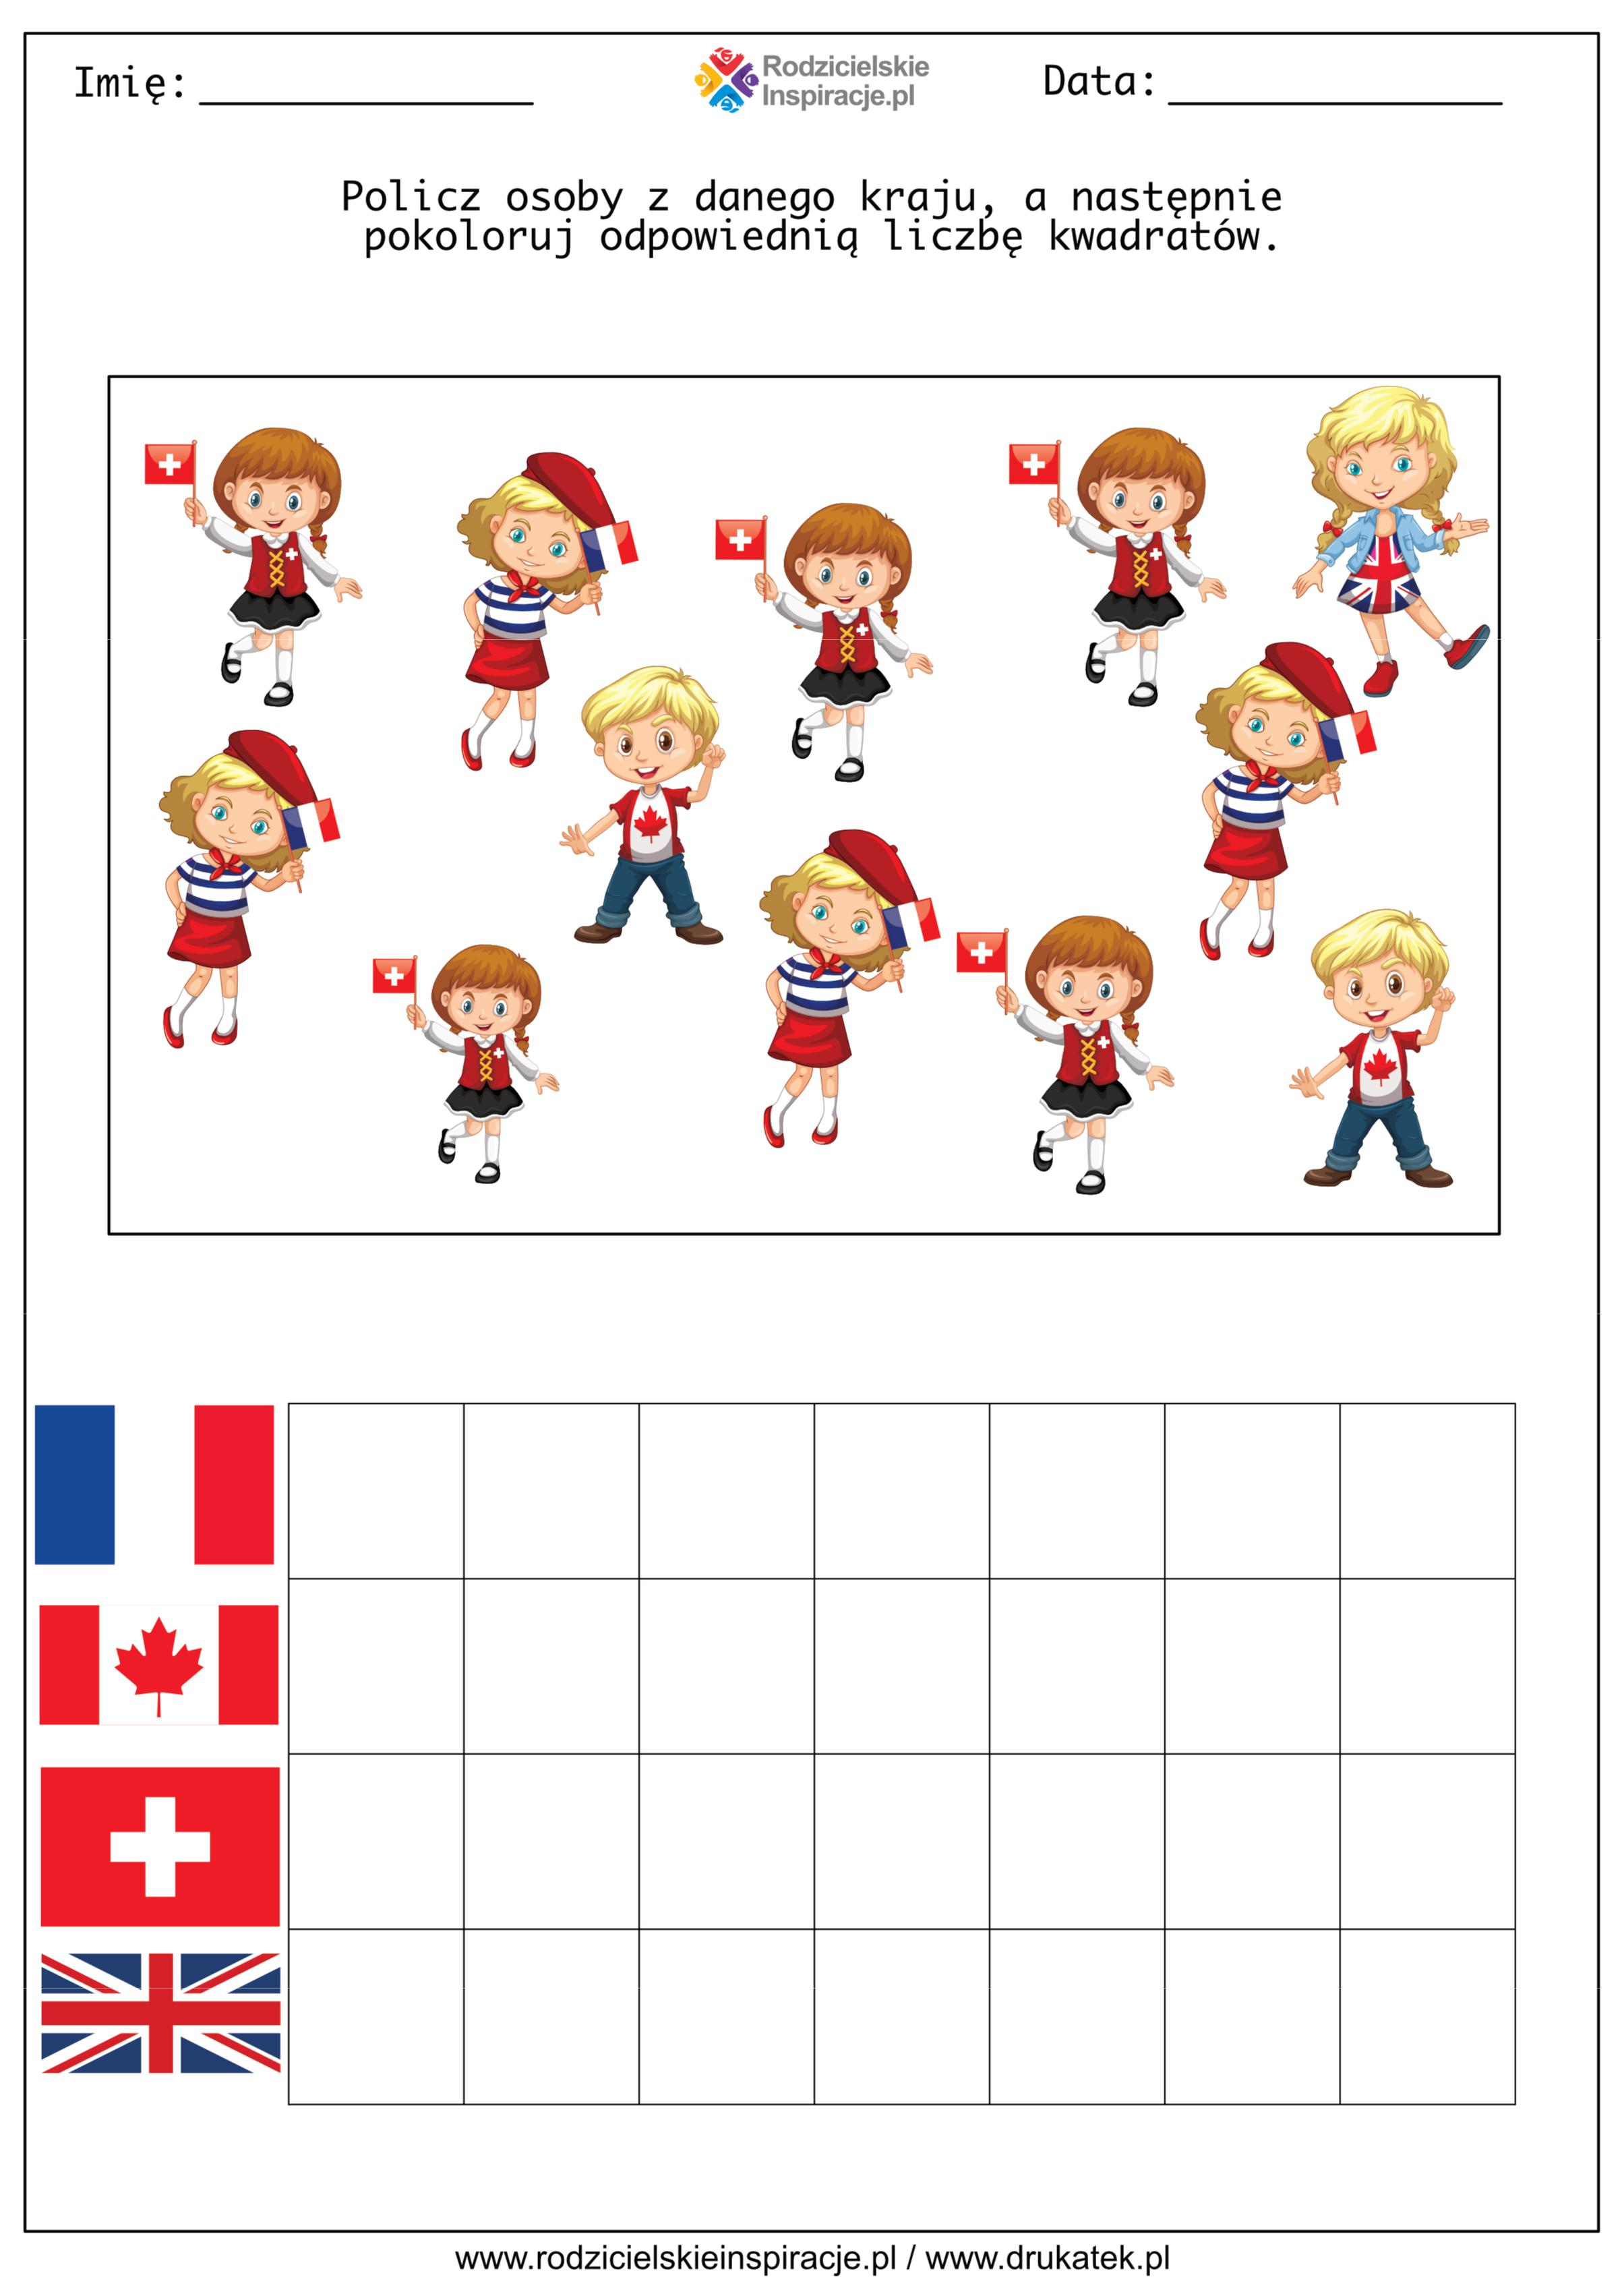 Imię:
Rodzicielskie
Inspiracje.pl
Data:
Policz osoby z danego kraju, a następnie
pokoloruj odpowiednią liczbę kwadratów.
www.rodzicielskieinspiracje.pl / www.drukatek.pl